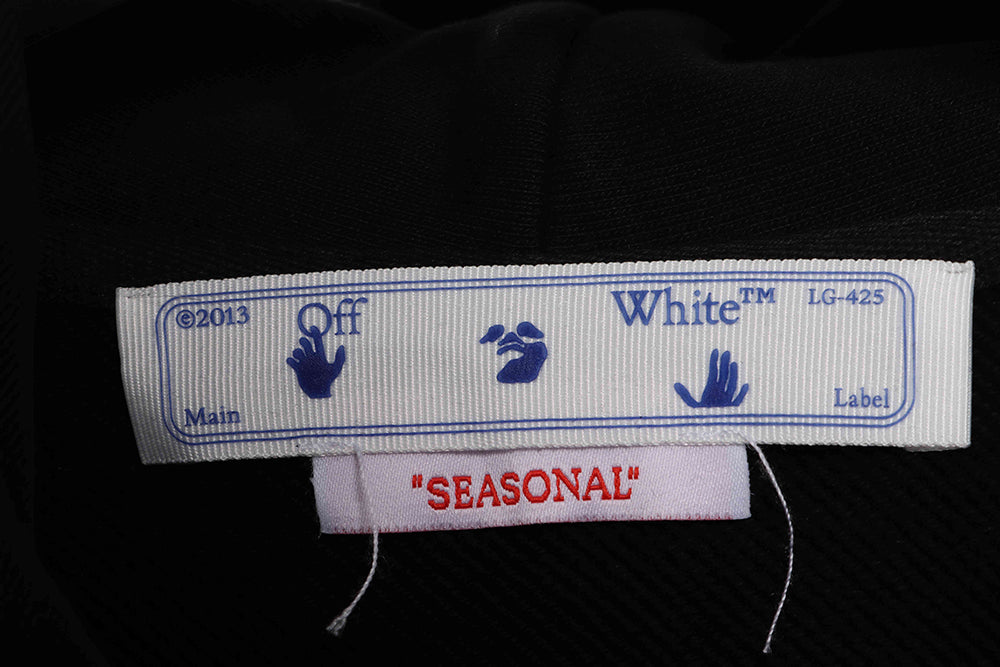 ©2013 Off White™ LG-425
Main Label
"SEASONAL"